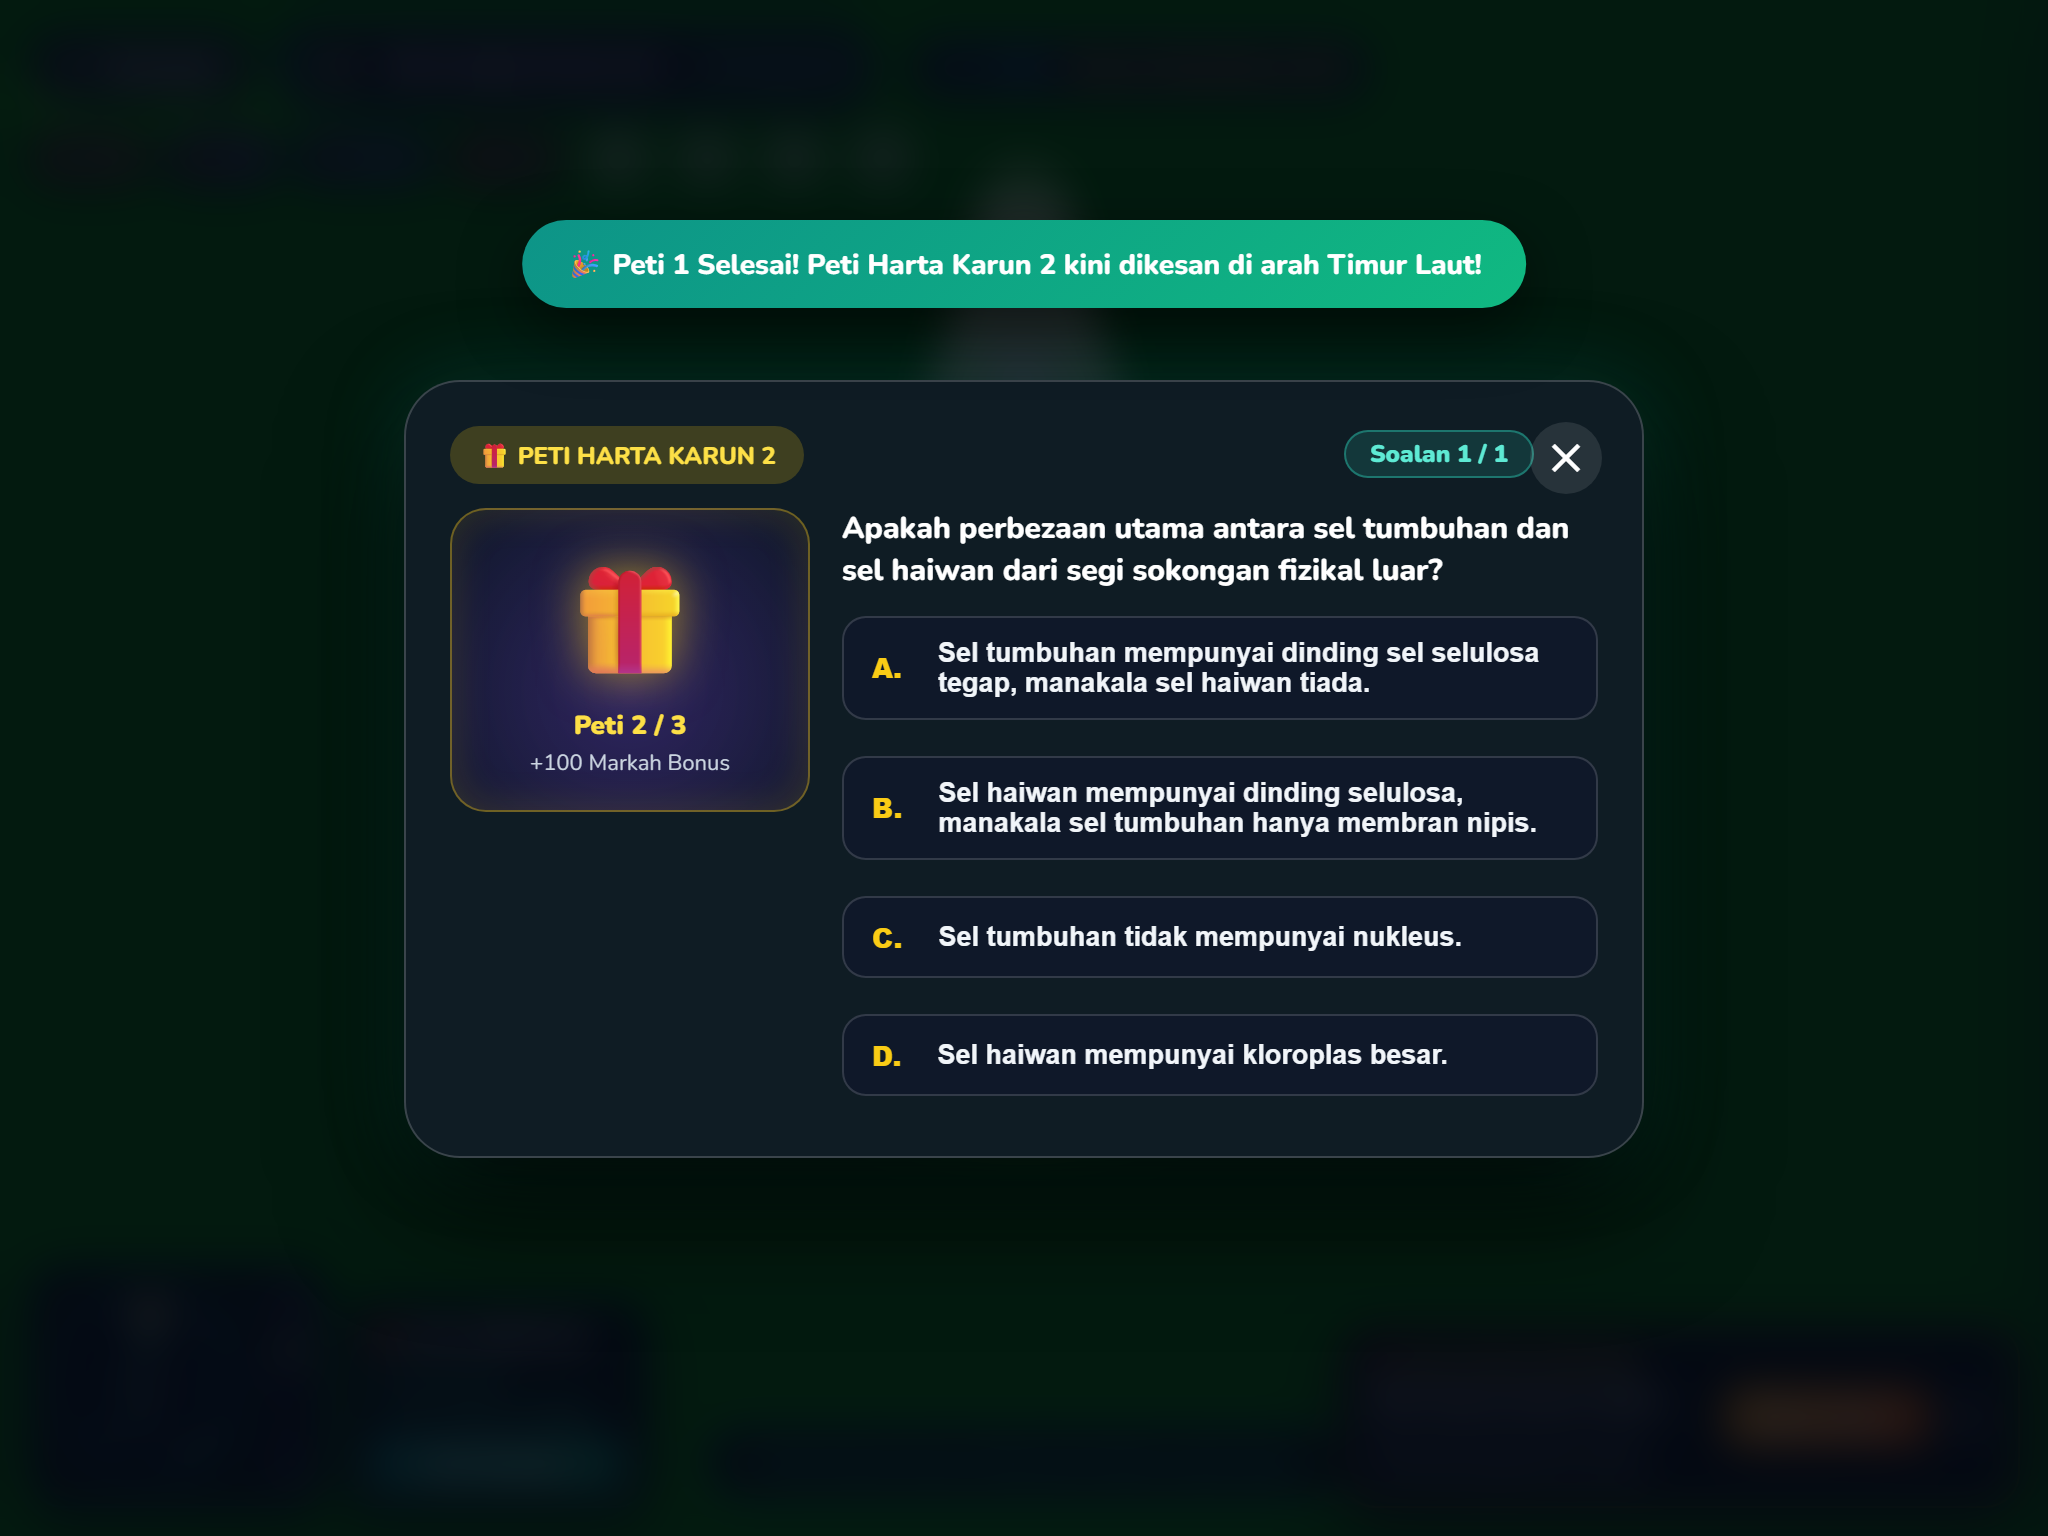 🎉 Peti 1 Selesai! Peti Harta Karun 2 kini dikesan di arah Timur Laut!
🎁 PETI HARTA KARUN 2
Soalan 1 / 1
Peti 2 / 3
+100 Markah Bonus
Apakah perbezaan utama antara sel tumbuhan dan
sel haiwan dari segi sokongan fizikal luar?
A. Sel tumbuhan mempunyai dinding sel selulosa
tegap, manakala sel haiwan tiada.
B. Sel haiwan mempunyai dinding selulosa,
manakala sel tumbuhan hanya membran nipis.
C. Sel tumbuhan tidak mempunyai nukleus.
D. Sel haiwan mempunyai kloroplas besar.